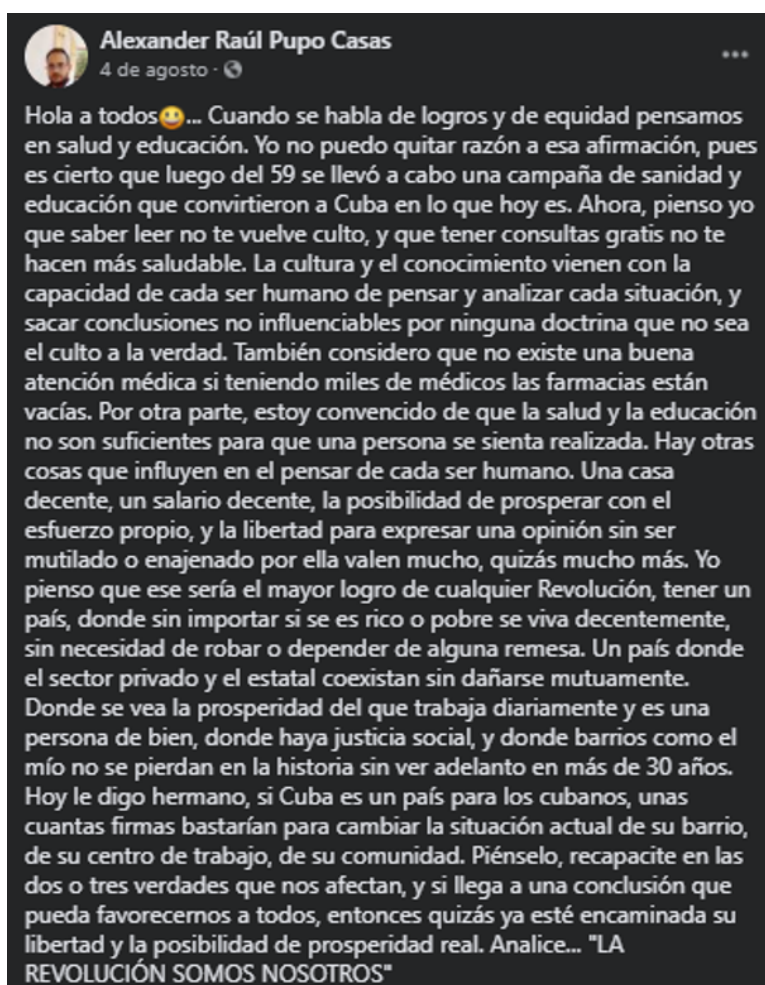 Alexander Raúl Pupo Casas
4 de agosto ·
Hola a todos😀... Cuando se habla de logros y de equidad pensamos
en salud y educación. Yo no puedo quitar razón a esa afirmación, pues
es cierto que luego del 59 se llevó a cabo una campaña de sanidad y
educación que convirtieron a Cuba en lo que hoy es. Ahora, pienso yo
que saber leer no te vuelve culto, y que tener consultas gratis no te
hacen más saludable. La cultura y el conocimiento vienen con la
capacidad de cada ser humano de pensar y analizar cada situación, y
sacar conclusiones no influenciables por ninguna doctrina que no sea
el culto a la verdad. También considero que no existe una buena
atención médica si teniendo miles de médicos las farmacias están
vacías. Por otra parte, estoy convencido de que la salud y la educación
no son suficientes para que una persona se sienta realizada. Hay otras
cosas que influyen en el pensar de cada ser humano. Una casa
decente, un salario decente, la posibilidad de prosperar con el
esfuerzo propio, y la libertad para expresar una opinión sin ser
mutilado o enajenado por ella valen mucho, quizás mucho más. Yo
pienso que ese sería el mayor logro de cualquier Revolución, tener un
país, donde sin importar si se es rico o pobre se viva decentemente,
sin necesidad de robar o depender de alguna remesa. Un país donde
el sector privado y el estatal coexistan sin dañarse mutuamente.
Donde se vea la prosperidad del que trabaja diariamente y es una
persona de bien, donde haya justicia social, y donde barrios como el
mío no se pierdan en la historia sin ver adelanto en más de 30 años.
Hoy le digo hermano, si Cuba es un país para los cubanos, unas
cuantas firmas bastarían para cambiar la situación actual de su barrio,
de su centro de trabajo, de su comunidad. Piénselo, recapacite en las
dos o tres verdades que nos afectan, y si llega a una conclusión que
pueda favorecernos a todos, entonces quizás ya esté encaminada su
libertad y la posibilidad de prosperidad real. Analice... "LA
REVOLUCIÓN SOMOS NOSOTROS"